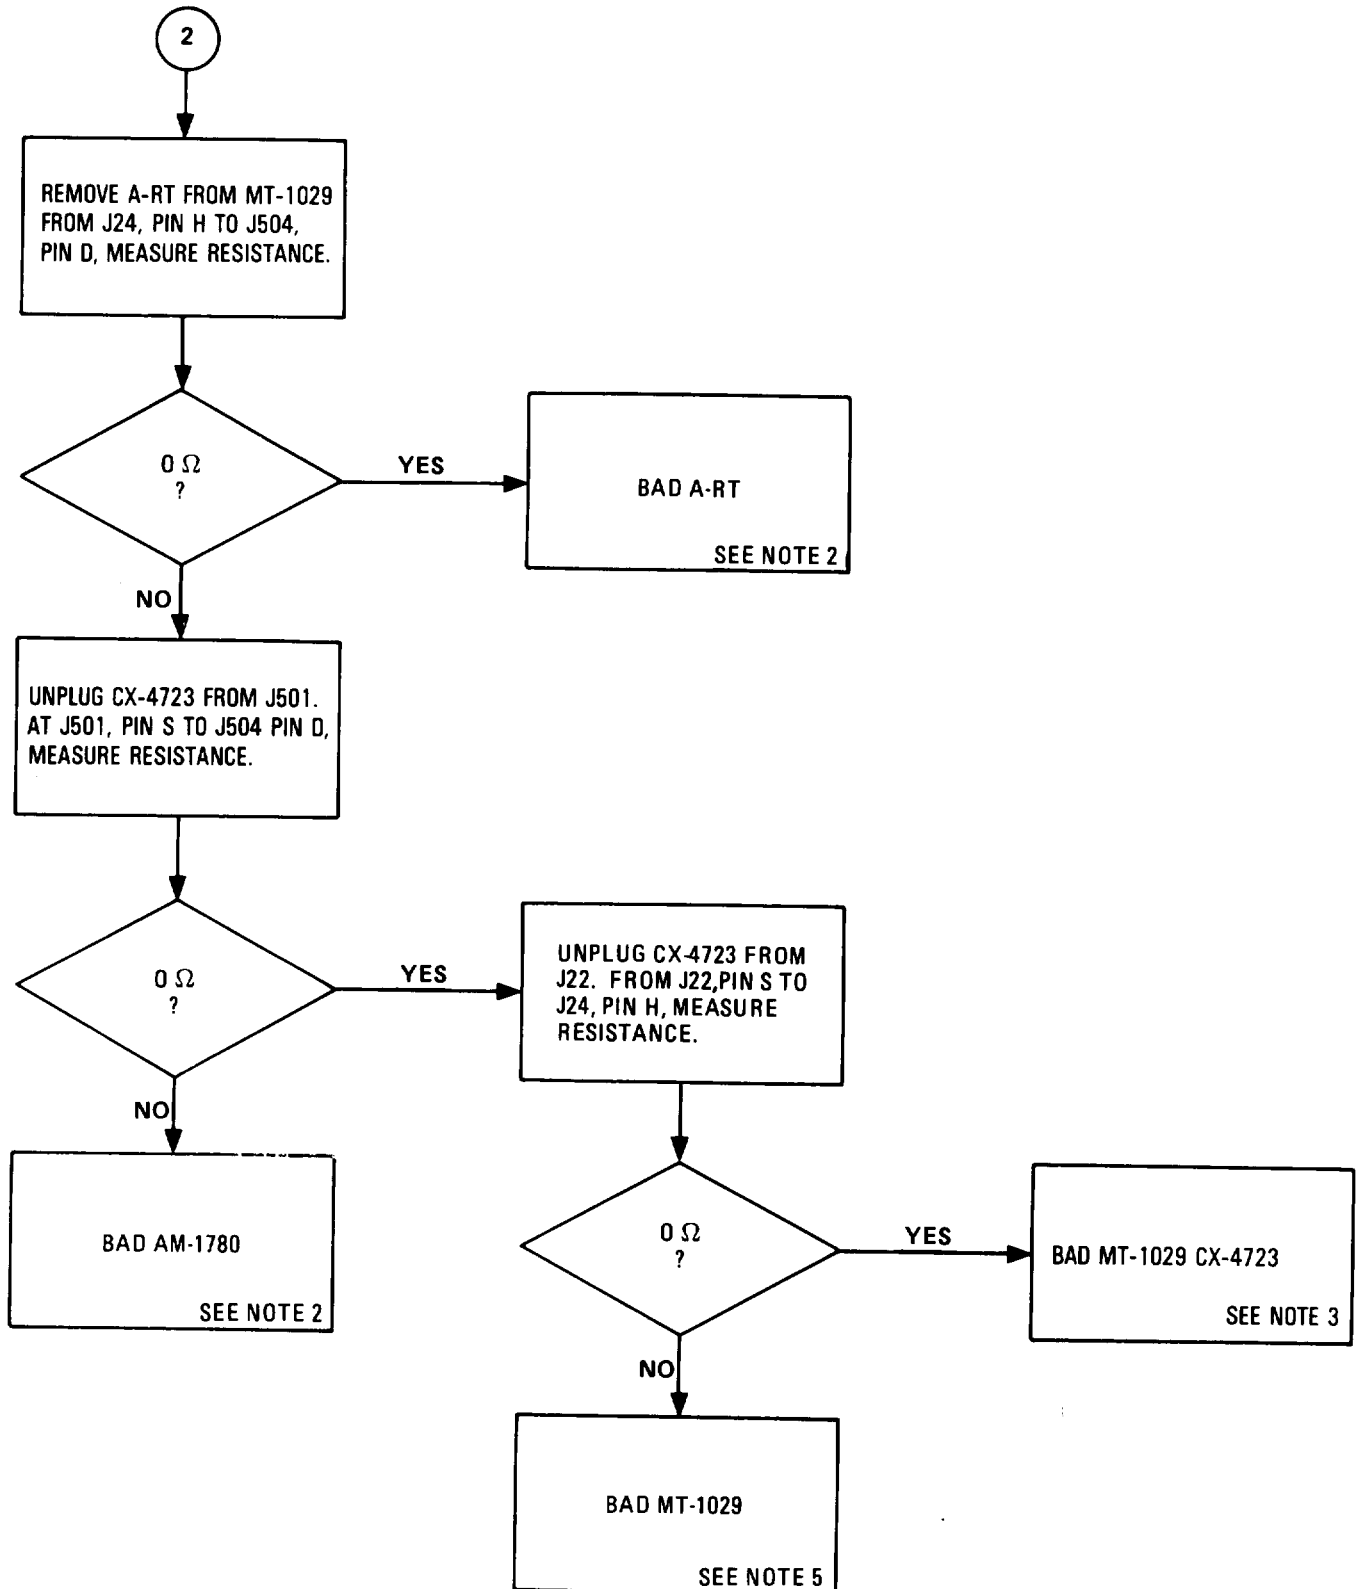 2
REMOVE A-RT FROM MT-1029
FROM J24, PIN H TO J504,
PIN D, MEASURE RESISTANCE.
0 Ω
?
YES
BAD A-RT
SEE NOTE 2
NO
UNPLUG CX-4723 FROM J501.
AT J501, PIN S TO J504 PIN D,
MEASURE RESISTANCE.
0 Ω
?
YES
UNPLUG CX-4723 FROM
J22. FROM J22,PIN S TO
J24, PIN H, MEASURE
RESISTANCE.
NO
BAD AM-1780
SEE NOTE 2
0 Ω
?
YES
BAD MT-1029 CX-4723
SEE NOTE 3
NO
BAD MT-1029
SEE NOTE 5